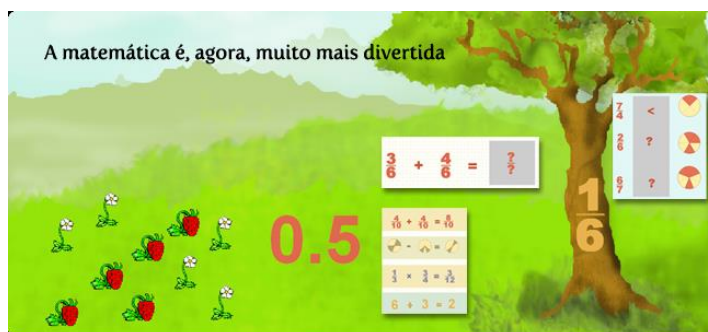 A matemática é, agora, muito mais divertida
7/4 <
2/6 ?
6/7 ?
3/6 + 4/6 = ?/?
1/6
0.5
4/10 + 4/10 = 8/10
- =
1/3 × 3/4 = 3/12
6 ÷ 3 = 2